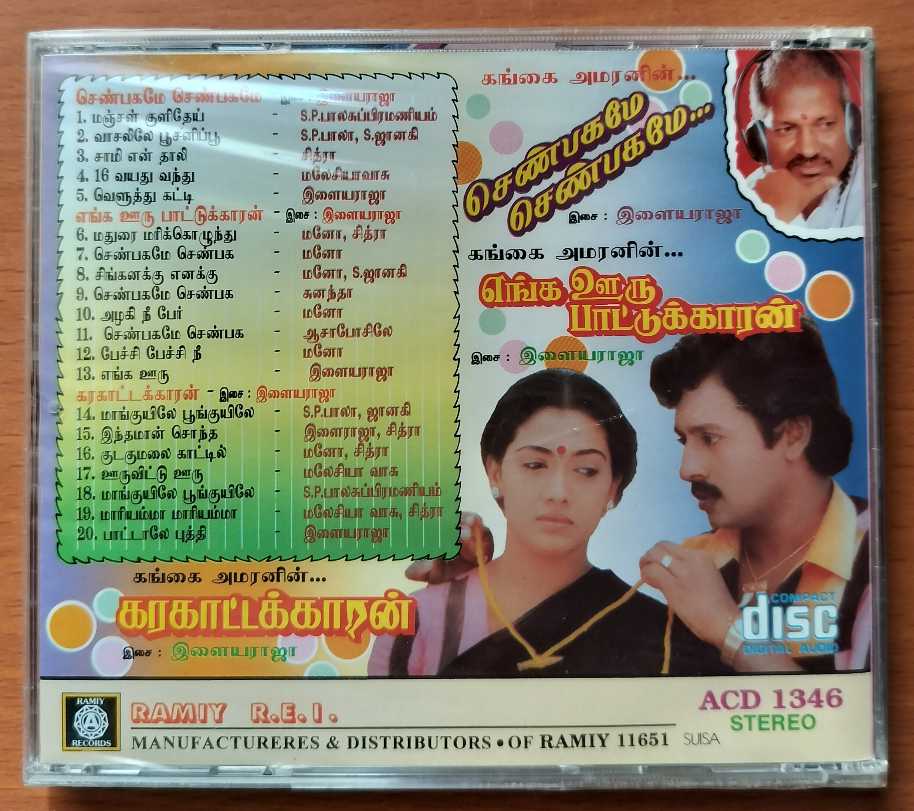 செண்பகமே செண்பகமே - இசை : இளையராஜா
1. மஞ்சள் குளிதேய் - S.P.பாலசுப்பிரமணியம்
2. வாசலிலே பூசனிப்பூ - S.P.பாலா, S.ஜானகி
3. சாமி என் தாலி - சித்ரா
4. 16 வயது வந்து - மலேசியாவாசு
5. வெளுத்து கட்டி - இளையராஜா
எங்க ஊரு பாட்டுக்காரன் - இசை : இளையராஜா
6. மதுரை மரிக்கொழுந்து - மனோ, சித்ரா
7. செண்பகமே செண்பக - மனோ
8. சிங்கனக்கு எனக்கு - மனோ, S.ஜானகி
9. செண்பகமே செண்பக - சுனந்தா
10. அழகி நீ பேர் - மனோ
11. செண்பகமே செண்பக - ஆசாபோசிலே
12. பேச்சி பேச்சி நீ - மனோ
13. எங்க ஊரு - இளையராஜா
கரகாட்டக்காரன் - இசை : இளையராஜா
14. மாங்குயிலே பூங்குயிலே - S.P.பாலா, ஜானகி
15. இந்தமான் சொந்த - இளைராஜா, சித்ரா
16. குடகுமலை காட்டில் - மனோ, சித்ரா
17. ஊருவிட்டு ஊரு - மலேசியா வாசு
18. மாங்குயிலே பூங்குயிலே - S.P.பாலசுப்பிரமணியம்
19. மாரியம்மா மாரியம்மா - மலேசியா வாசு, சித்ரா
20. பாட்டாலே புத்தி - இளையராஜா
கங்கை அமரனின்...
கரகாட்டக்காரன்
இசை : இளையராஜா
கங்கை அமரனின்...
செண்பகமே
செண்பகமே...
இசை : இளையராஜா
கங்கை அமரனின்...
எங்க ஊரு
பாட்டுக்காரன்
இசை : இளையராஜா
COMPACT
disc
DIGITAL AUDIO
RAMIY
RECORDS
RAMIY R.E.I.
MANUFACTURERES & DISTRIBUTORS • OF RAMIY 11651 SUISA
ACD 1346
STEREO